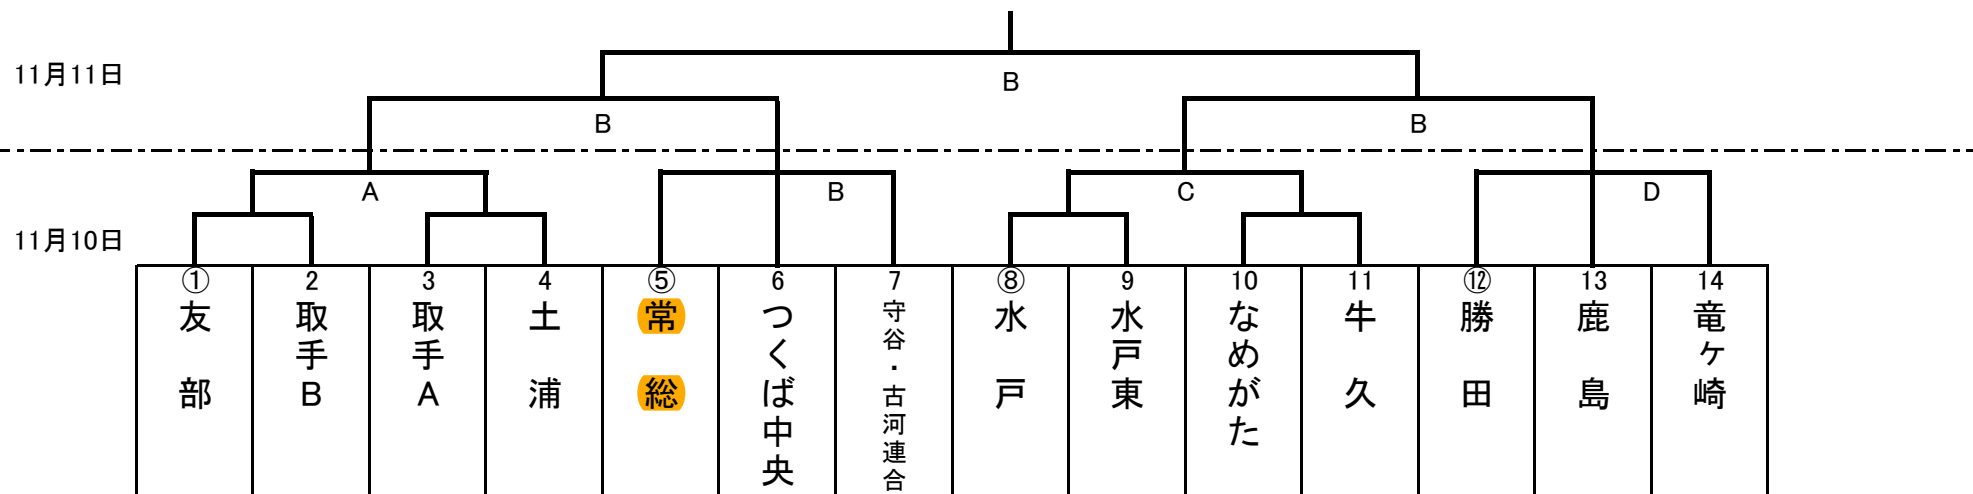 11月11日
B
B
B
A
B
C
D
11月10日
①
友部
2
取手B
3
取手A
4
土浦
⑤
常総
6
つくば中央
7
守谷・古河連合
⑧
水戸
9
水戸東
10
なめがた
11
牛久
⑫
勝田
13
鹿島
14
竜ヶ崎